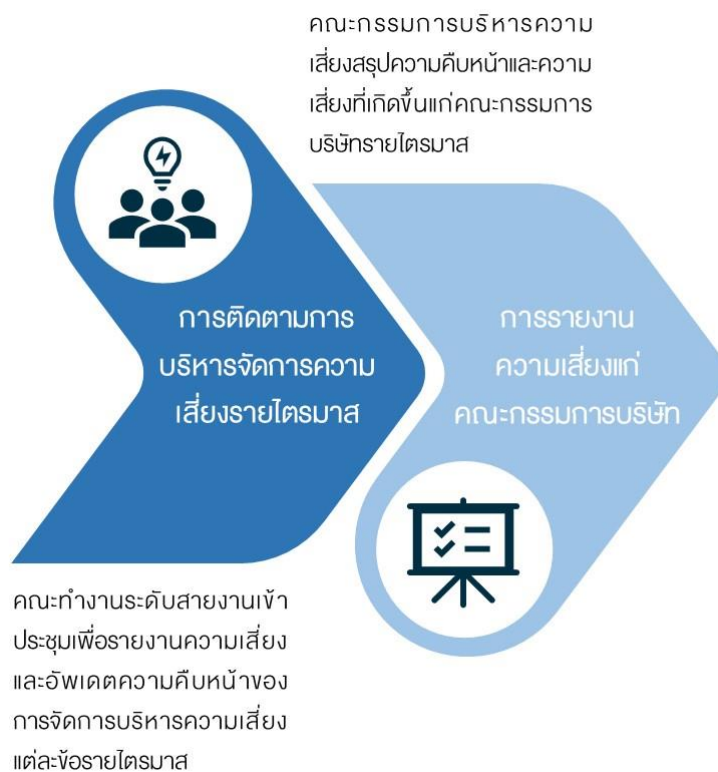 คณะกรรมการบริหารความ
เสี่ยงสรุปความคืบหน้าและความ
เสี่ยงที่เกิดขึ้นแก่คณะกรรมการ
บริษัทรายไตรมาส
การติดตามการ
บริหารจัดการความ
เสี่ยงรายไตรมาส
การรายงาน
ความเสี่ยงแก่
คณะกรรมการบริษัท
คณะทำงานระดับสายงานเข้า
ประชุมเพื่อรายงานความเสี่ยง
และอัพเดตความคืบหน้าของ
การจัดการบริหารความเสี่ยง
แต่ละข้อรายไตรมาส